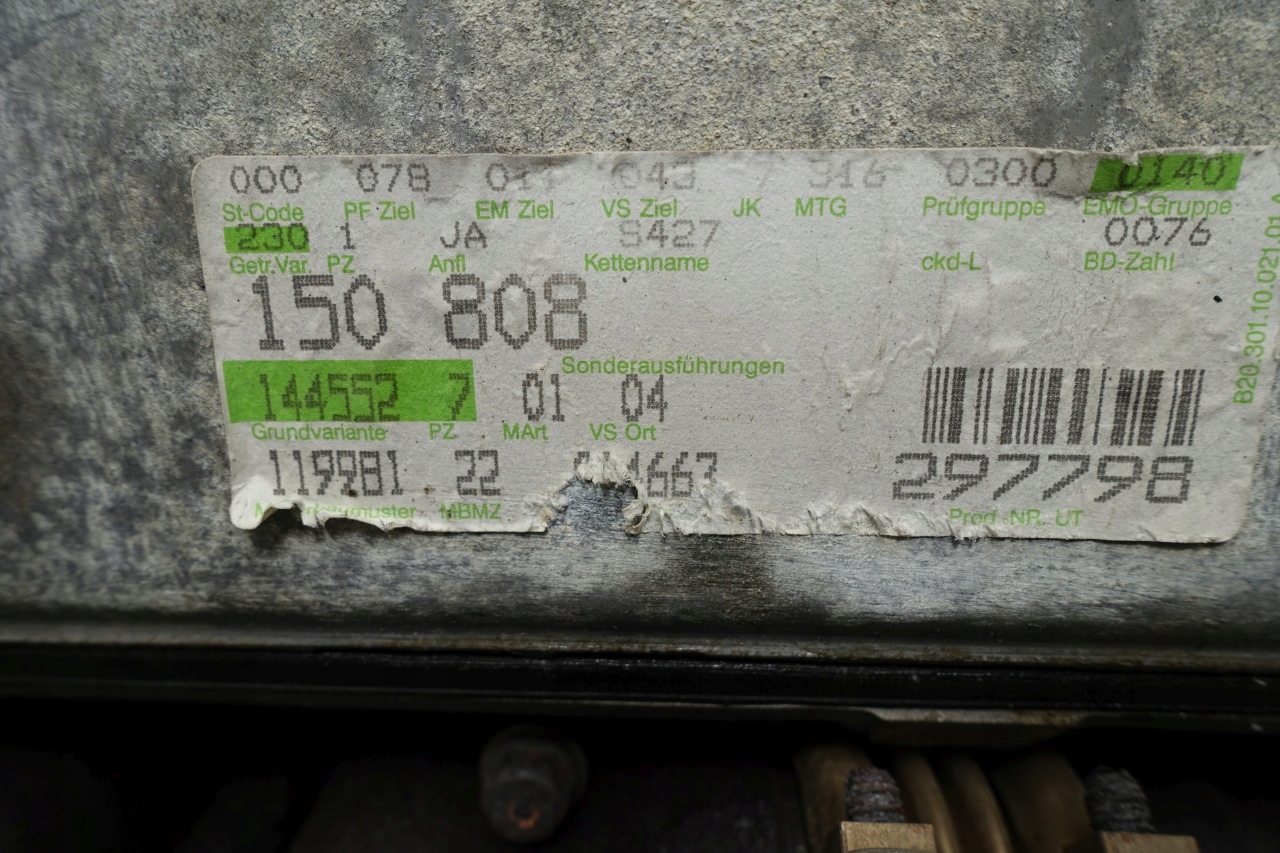 000 078 043 316 0300 0140
St-Code PF Ziel EM Ziel VS Ziel JK MTG Prüfgruppe EMO-Gruppe
230 1 JA S427 0076
Getr.Var PZ Anfl Kettenname ckd-L BD-Zahl
150 808
Sonderausführungen
144552 7 01 04
Grundvariante PZ MArt VS Ort
119981 22
297798
MBMZ Prod.-NR. UT
B20.301.10.021.01